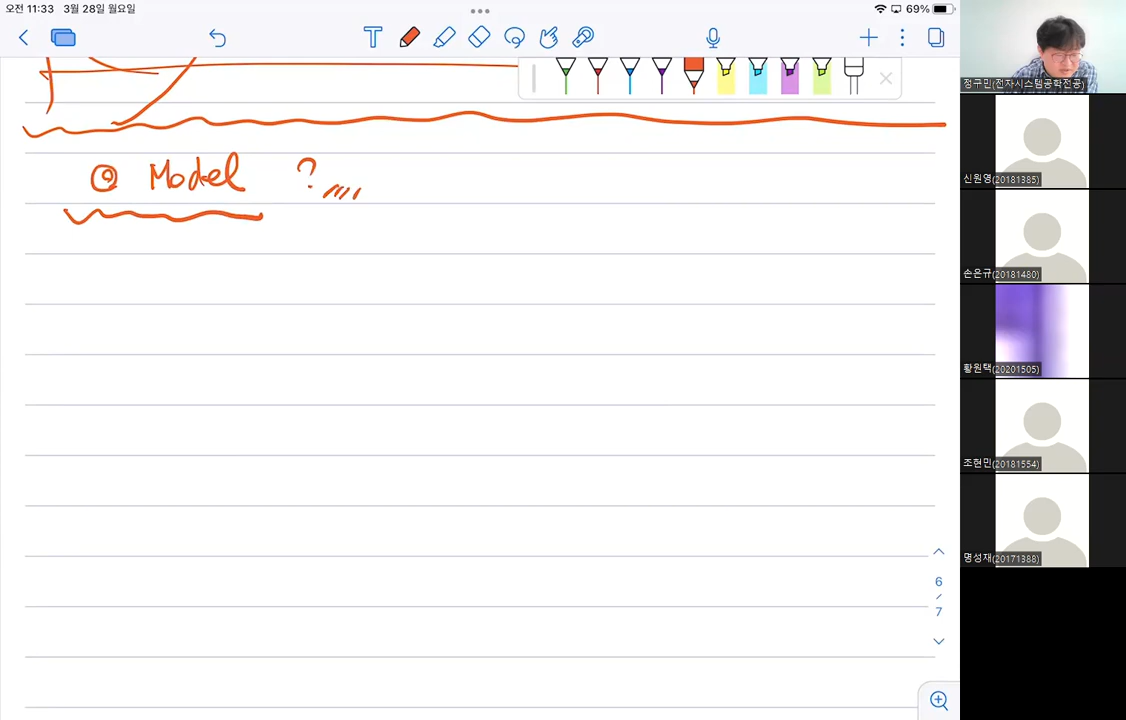 오전 11:33 3월 28일 월요일
69%
T
◎ Model ?
6
/
7
정구민(전자시스템공학전공)
신원영(20181385)
손은규(20181480)
황원택(20201505)
조현민(20181554)
명성재(20171388)